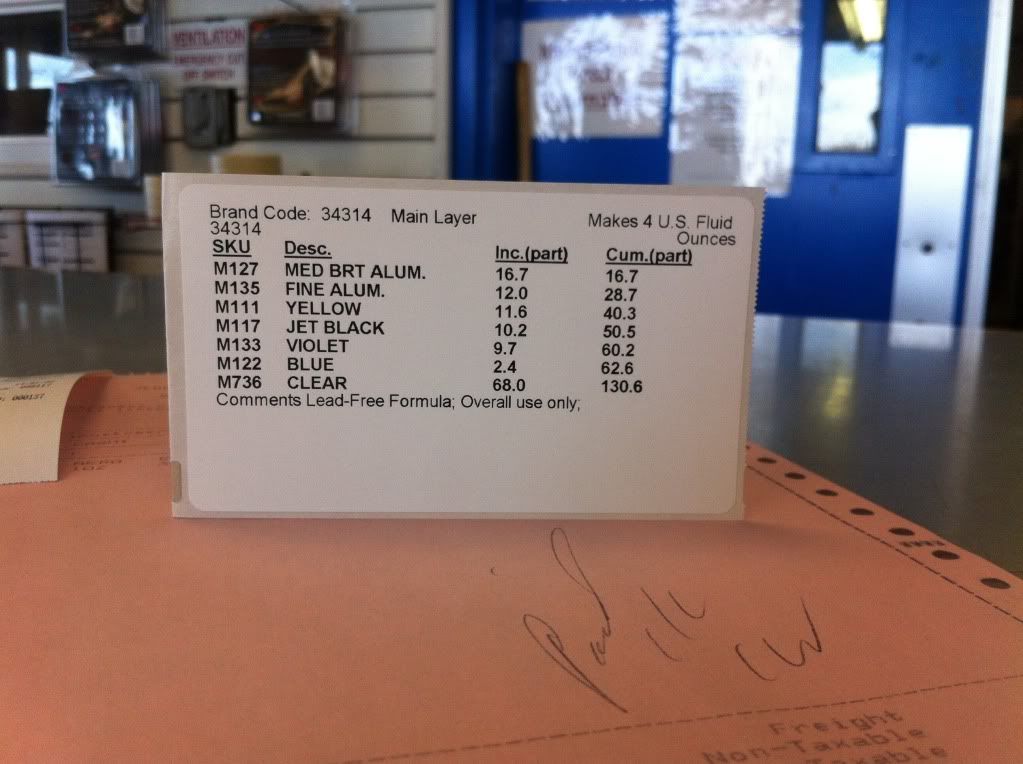 VENTILATION
Brand Code: 34314 Main Layer Makes 4 U.S. Fluid
34314 Ounces
SKU Desc. Inc.(part) Cum.(part)
M127 MED BRT ALUM. 16.7 16.7
M135 FINE ALUM. 12.0 28.7
M111 YELLOW 11.6 40.3
M117 JET BLACK 10.2 50.5
M133 VIOLET 9.7 60.2
M122 BLUE 2.4 62.6
M736 CLEAR 68.0 130.6
Comments Lead-Free Formula; Overall use only;
Freight
Non-Taxable
Taxable